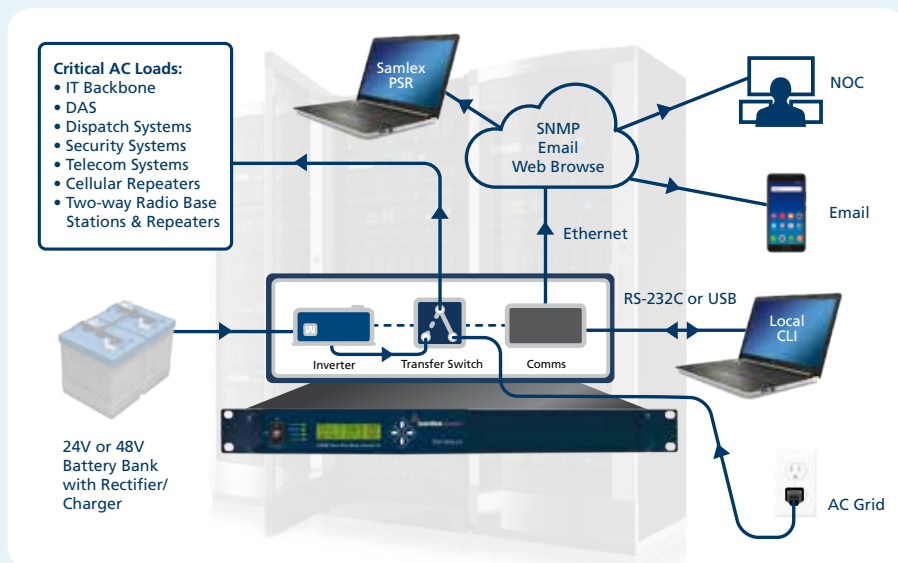 Critical AC Loads:
• IT Backbone
• DAS
• Dispatch Systems
• Security Systems
• Telecom Systems
• Cellular Repeaters
• Two-way Radio Base
Stations & Repeaters
Samlex
PSR
SNMP
Email
Web Browse
NOC
Email
Ethernet
RS-232C or USB
Local
CLI
Inverter
Transfer Switch
Comms
24V or 48V
Battery Bank
with Rectifier/
Charger
AC Grid